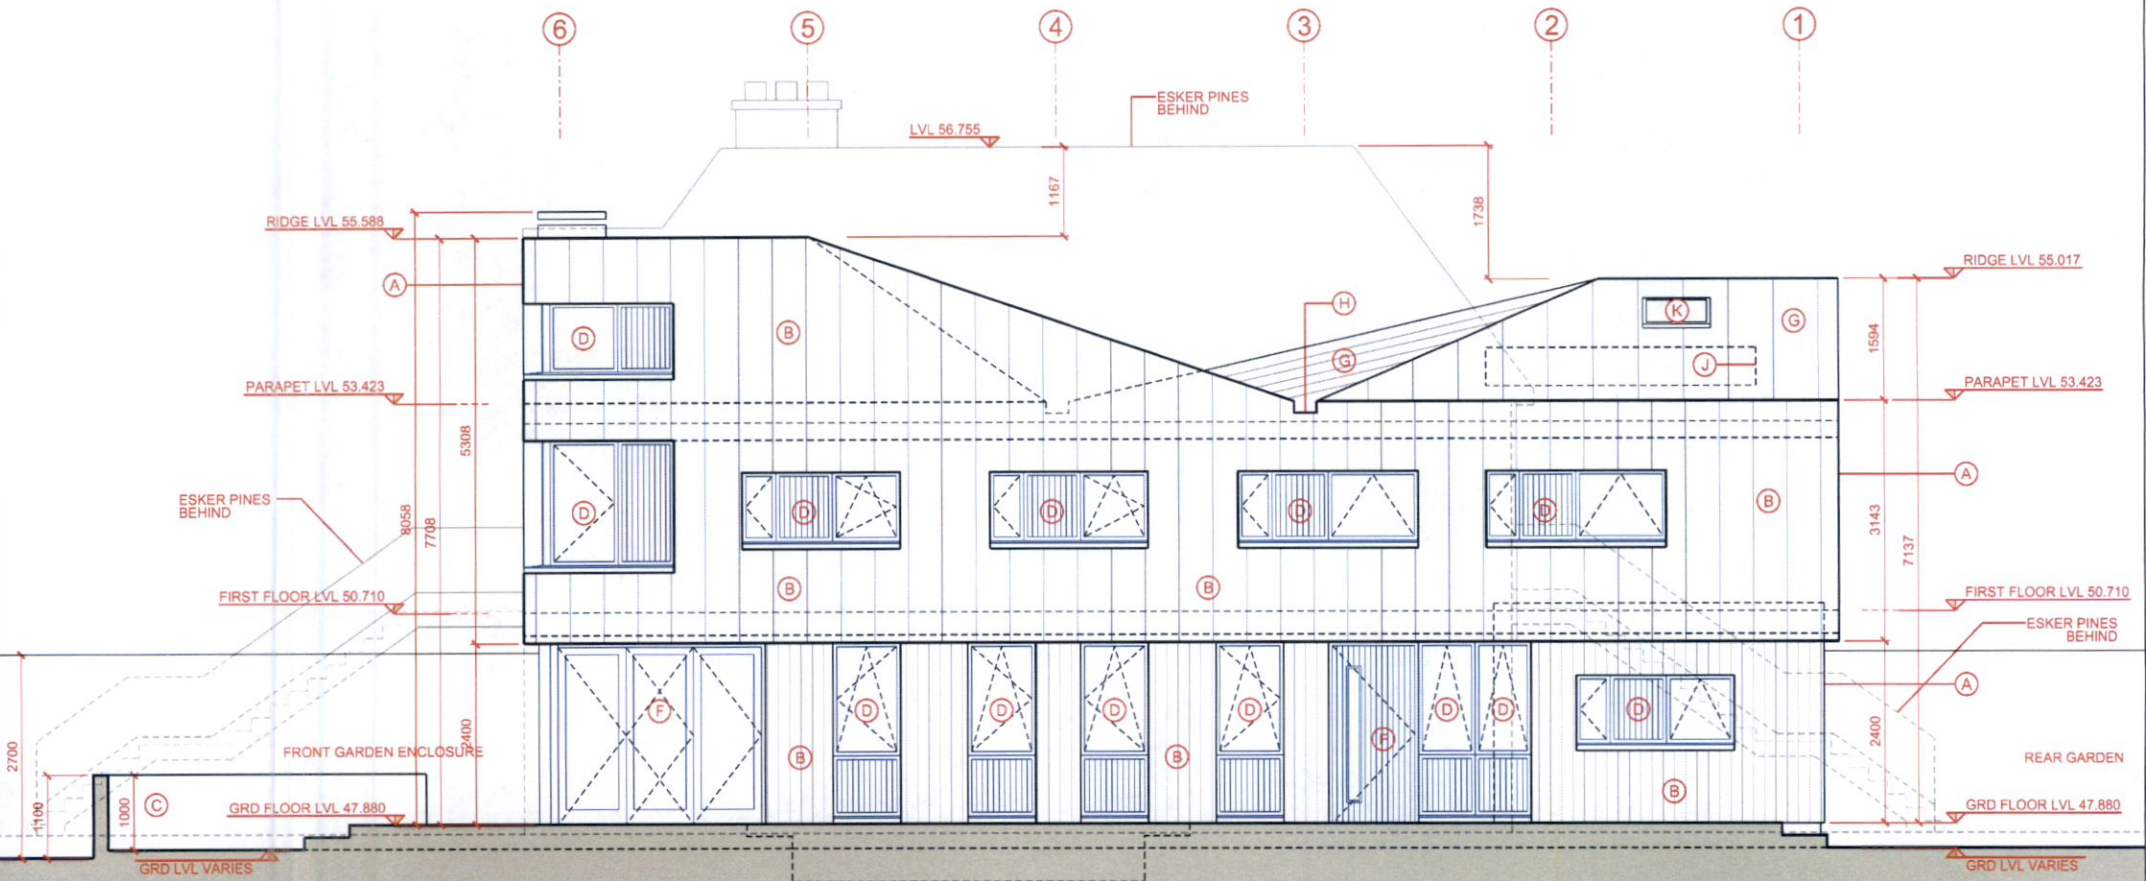 6 5 4 3 2 1
ESKER PINES
BEHIND
LVL 56.755
1167
1738
RIDGE LVL 55.588
RIDGE LVL 55.017
A
D
B
H
G
K
G
J
1594
PARAPET LVL 53.423
PARAPET LVL 53.423
5308
A
B
ESKER PINES
BEHIND
8058
7708
D
D
D
D
D
3143
7137
FIRST FLOOR LVL 50.710
B
B
FIRST FLOOR LVL 50.710
ESKER PINES
BEHIND
A
2700
F
D
D
D
D
F
D
D
D
2400
2400
FRONT GARDEN ENCLOSURE
B
B
B
REAR GARDEN
1100
1000
C
GRD FLOOR LVL 47.880
GRD FLOOR LVL 47.880
GRD LVL VARIES
GRD LVL VARIES